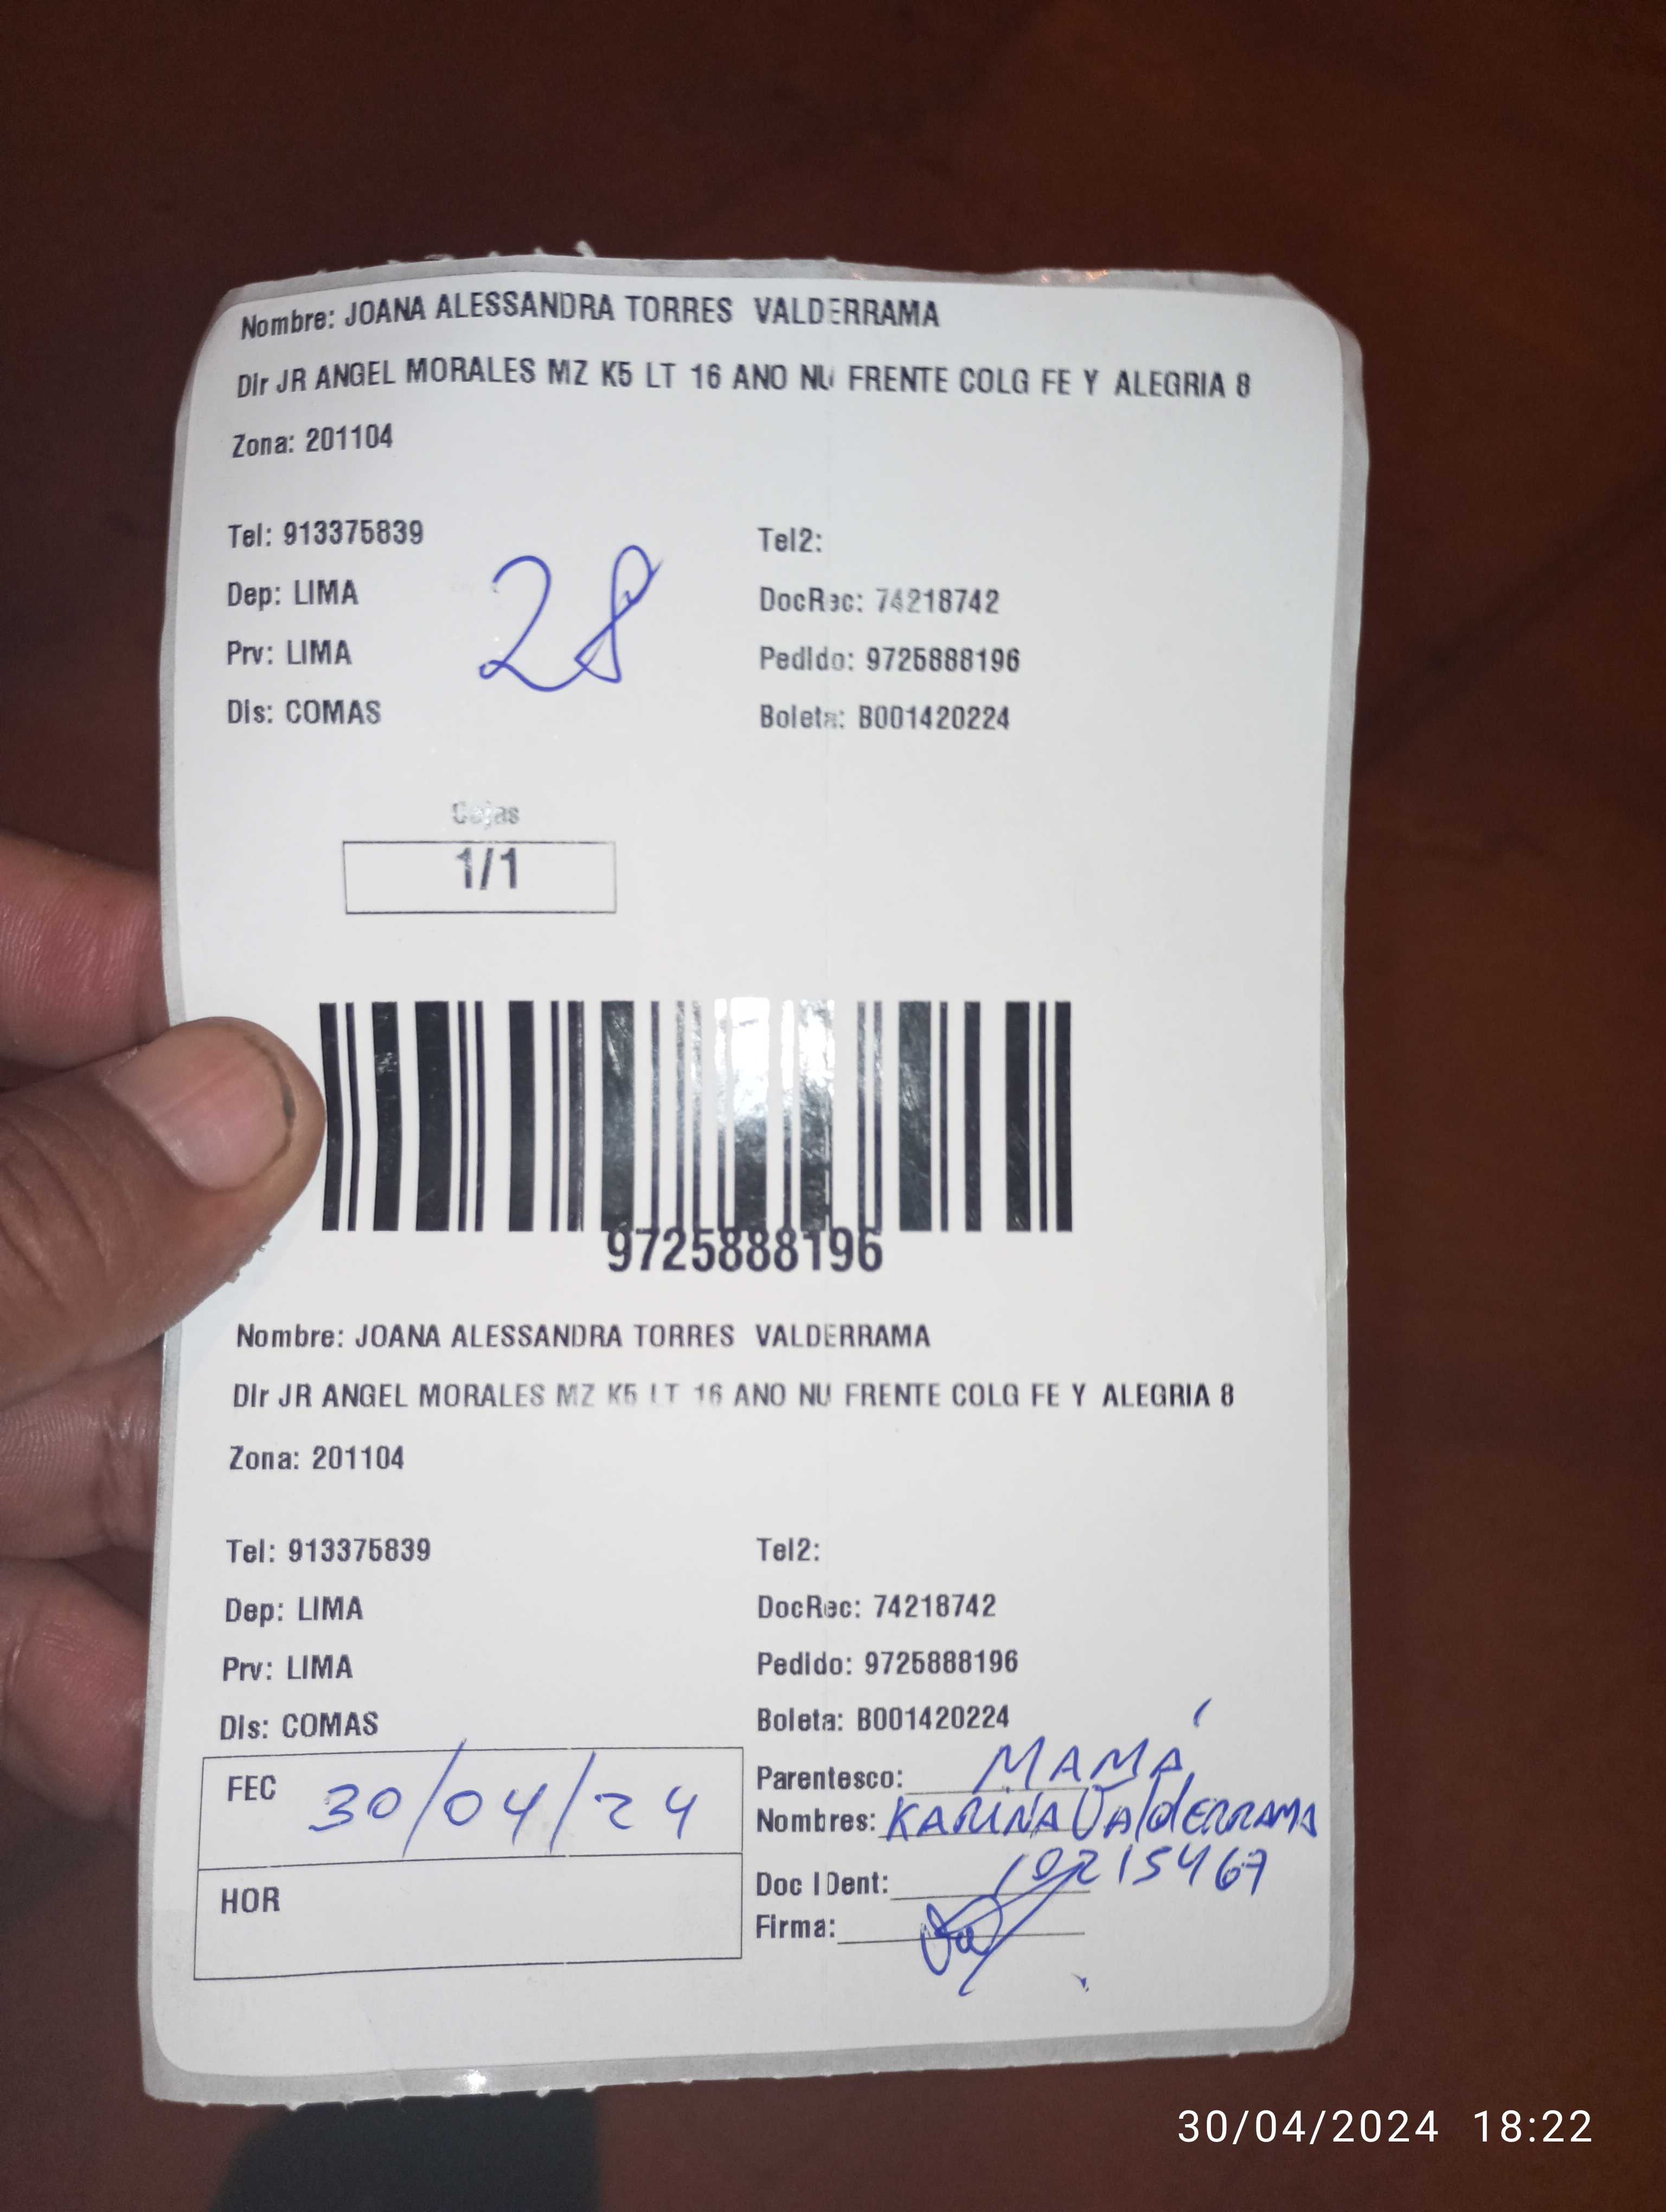 Nombre: JOANA ALESSANDRA TORRES VALDERRAMA
Dir JR ANGEL MORALES MZ K5 LT 16 ANO NU FRENTE COLG FE Y ALEGRIA 8
Zona: 201104
Tel: 913375839 Tel2:
Dep: LIMA DocRec: 74218742
Prv: LIMA Pedido: 9725888196
Dis: COMAS Boleta: B001420224
28
Cajas
1/1
9725888196
Nombre: JOANA ALESSANDRA TORRES VALDERRAMA
Dir JR ANGEL MORALES MZ K5 LT 16 ANO NU FRENTE COLG FE Y ALEGRIA 8
Zona: 201104
Tel: 913375839 Tel2:
Dep: LIMA DocRec: 74218742
Prv: LIMA Pedido: 9725888196
Dis: COMAS Boleta: B001420224
FEC 30/04/24
HOR
Parentesco: MAMÁ
Nombres: KARINA VALDERRAMA
Doc IDent: 10215467
Firma:
30/04/2024 18:22